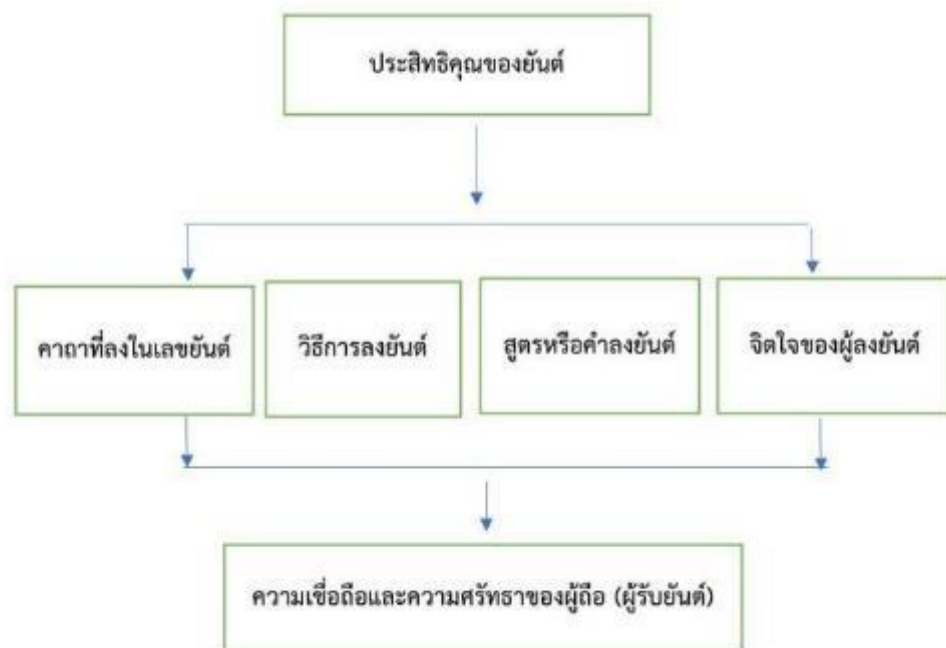 ประสิทธิคุณของยันต์
คาถาที่ลงในเลขยันต์
วิธีการลงยันต์
สูตรหรือคำลงยันต์
จิตใจของผู้ลงยันต์
ความเชื่อถือและความศรัทธาของผู้ถือ (ผู้รับยันต์)